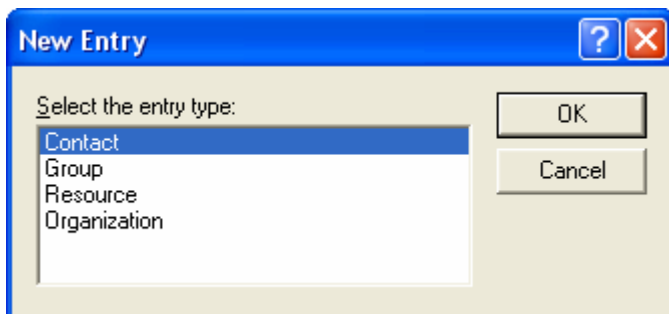 New Entry
Select the entry type:
OK
Contact
Group
Cancel
Resource
Organization